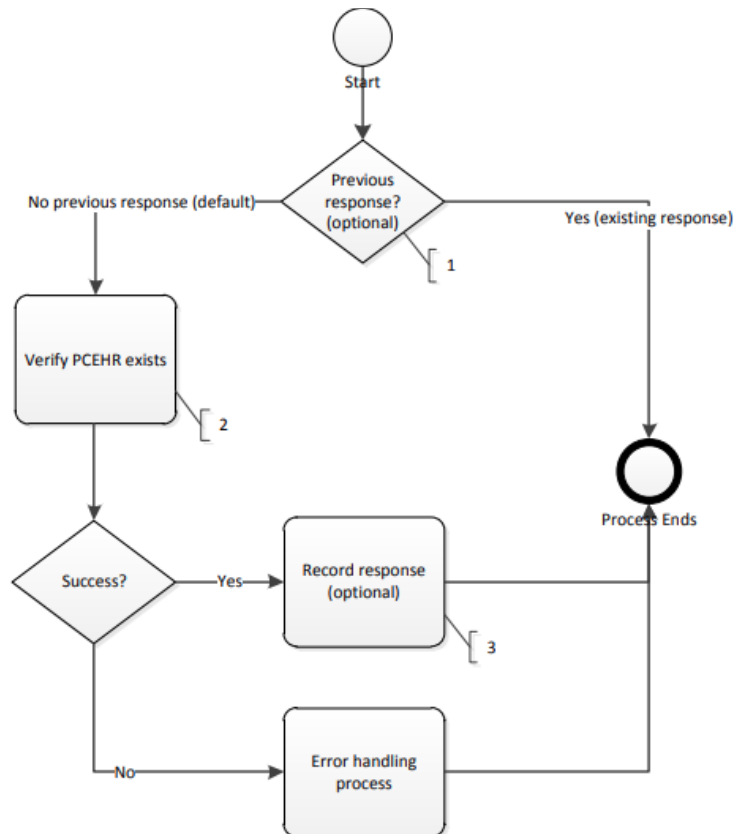 Start
Previous
response?
(optional)
No previous response (default)
Yes (existing response)
1
Verify PCEHR exists
2
Process Ends
Success?
Yes
Record response
(optional)
3
No
Error handling
process